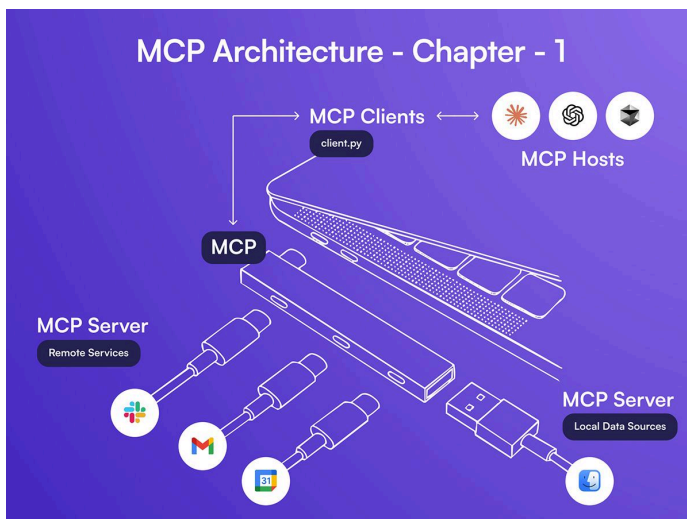 MCP Architecture - Chapter - 1
MCP Clients
client.py
MCP Hosts
MCP
MCP Server
Remote Services
31
MCP Server
Local Data Sources